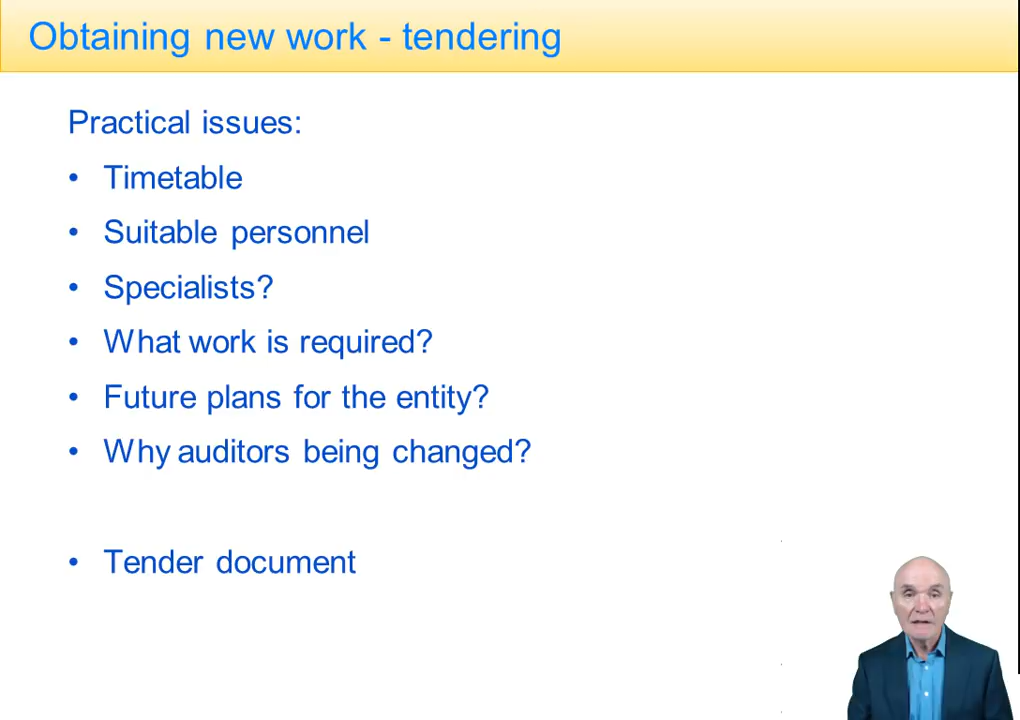 Obtaining new work - tendering
Practical issues:
• Timetable
• Suitable personnel
• Specialists?
• What work is required?
• Future plans for the entity?
• Why auditors being changed?
• Tender document